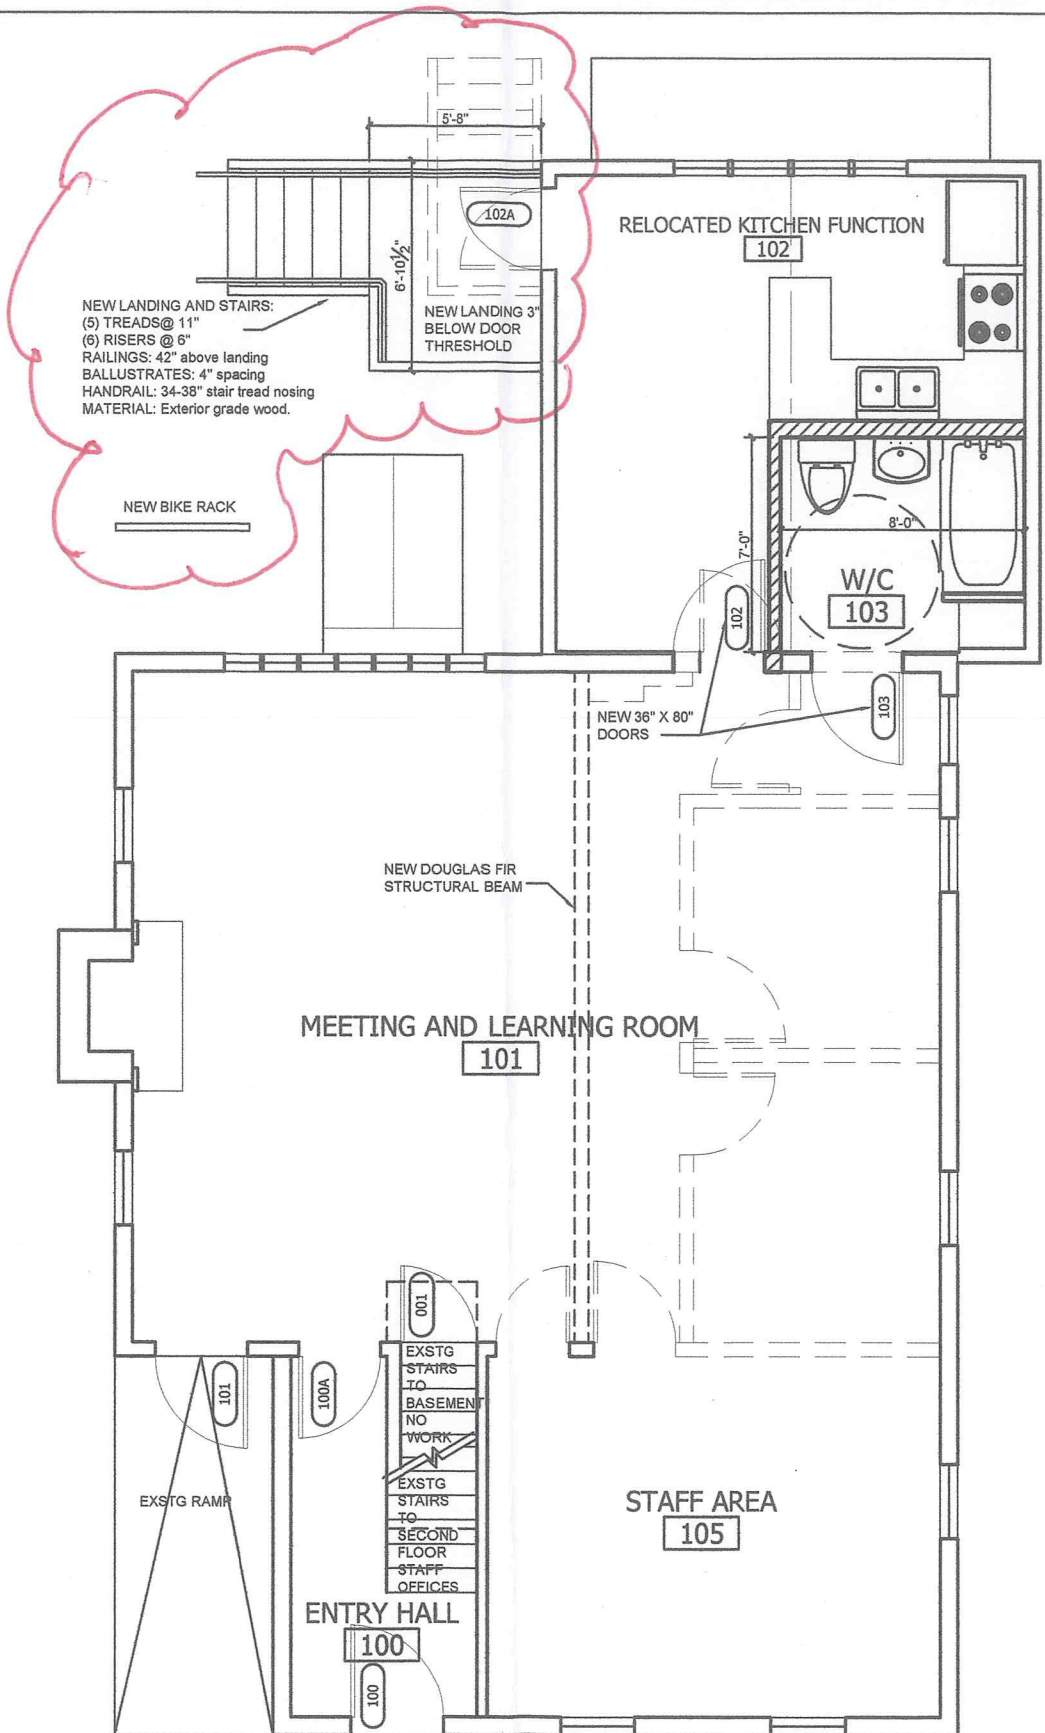 5'-8"
102A
6'-10½"
RELOCATED KITCHEN FUNCTION
102
NEW LANDING AND STAIRS:
(5) TREADS@ 11"
(6) RISERS @ 6"
RAILINGS: 42" above landing
BALLUSTRATES: 4" spacing
HANDRAIL: 34-38" stair tread nosing
MATERIAL: Exterior grade wood.
NEW LANDING 3"
BELOW DOOR
THRESHOLD
NEW BIKE RACK
8'-0"
7'-0"
W/C
103
102
103
NEW 36" X 80"
DOORS
NEW DOUGLAS FIR
STRUCTURAL BEAM
MEETING AND LEARNING ROOM
101
001
101
100A
EXSTG
STAIRS
TO
BASEMENT
NO
WORK
EXSTG RAMP
EXSTG
STAIRS
TO
SECOND
FLOOR
STAFF
OFFICES
STAFF AREA
105
ENTRY HALL
100
100